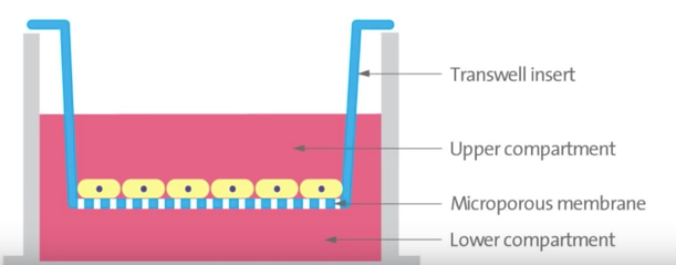 Transwell insert
Upper compartment
Microporous membrane
Lower compartment